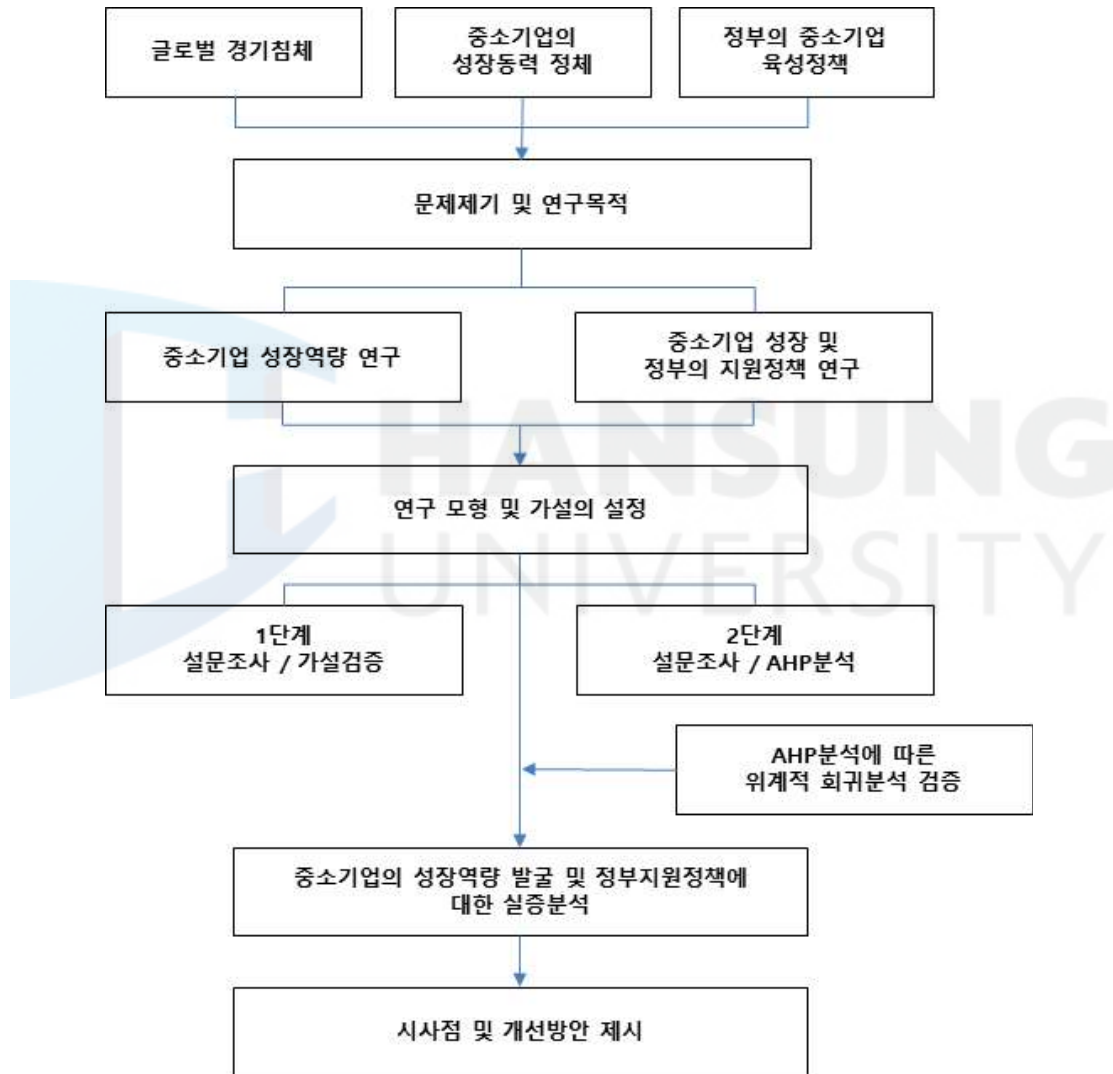 글로벌 경기침체
중소기업의
성장동력 정체
정부의 중소기업
육성정책
문제제기 및 연구목적
중소기업 성장역량 연구
중소기업 성장 및
정부의 지원정책 연구
HANSUNG
UNIVERSITY
연구 모형 및 가설의 설정
1단계
설문조사 / 가설검증
2단계
설문조사 / AHP분석
AHP분석에 따른
위계적 회귀분석 검증
중소기업의 성장역량 발굴 및 정부지원정책에
대한 실증분석
시사점 및 개선방안 제시